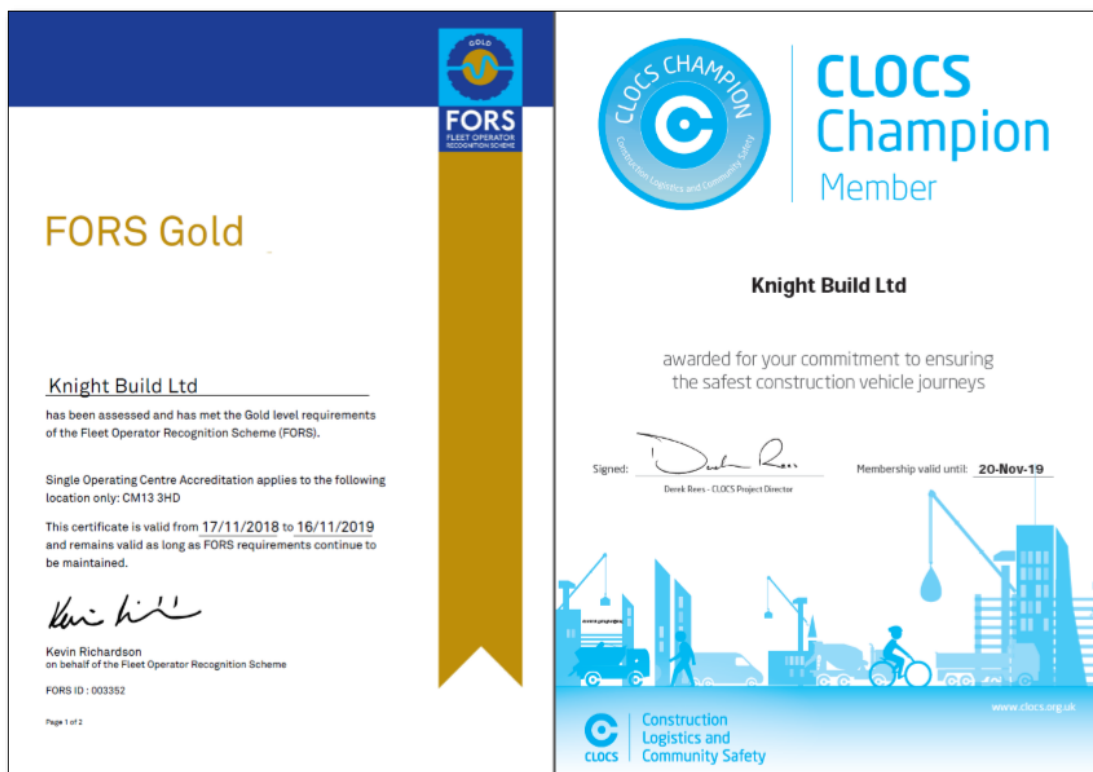 GOLD
FORS
FLEET OPERATOR
RECOGNITION SCHEME
FORS Gold
Knight Build Ltd
has been assessed and has met the Gold level requirements
of the Fleet Operator Recognition Scheme (FORS).
Single Operating Centre Accreditation applies to the following
location only: CM13 3HD
This certificate is valid from 17/11/2018 to 16/11/2019
and remains valid as long as FORS requirements continue to
be maintained.
Kevin Richardson
on behalf of the Fleet Operator Recognition Scheme
FORS ID : 003352
Page 1 of 2
CLOCS CHAMPION
Construction Logistics and Community Safety
CLOCS
Champion
Member
Knight Build Ltd
awarded for your commitment to ensuring
the safest construction vehicle journeys
Signed: Derek Rees
Derek Rees - CLOCS Project Director
Membership valid until: 20-Nov-19
www.clocs.org.uk
CLOCS
Construction
Logistics and
Community Safety